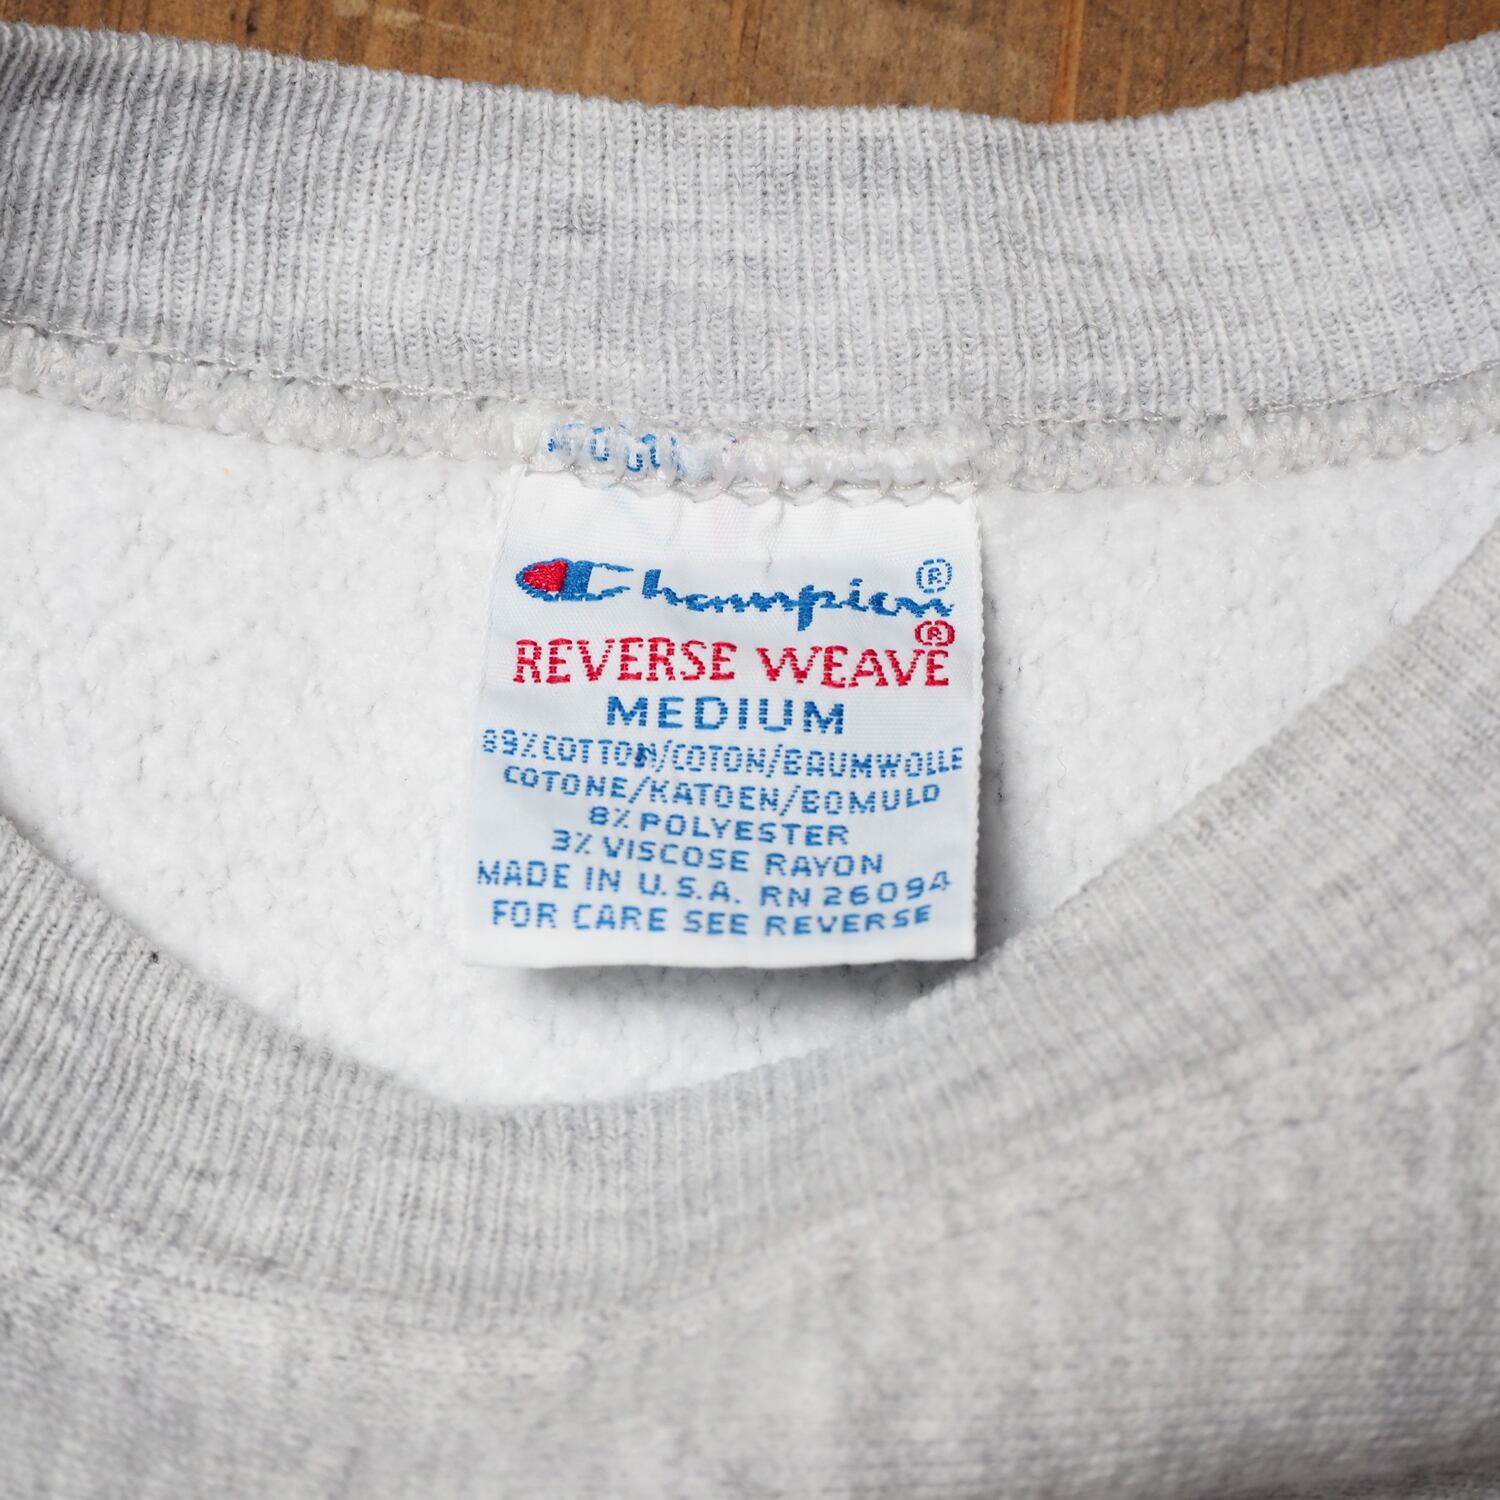 Champion®
REVERSE WEAVE®
MEDIUM
89% COTTON/COTON/BAUMWOLLE
COTONE/KATOEN/BOMULD
8% POLYESTER
3% VISCOSE RAYON
MADE IN U.S.A. RN 26094
FOR CARE SEE REVERSE